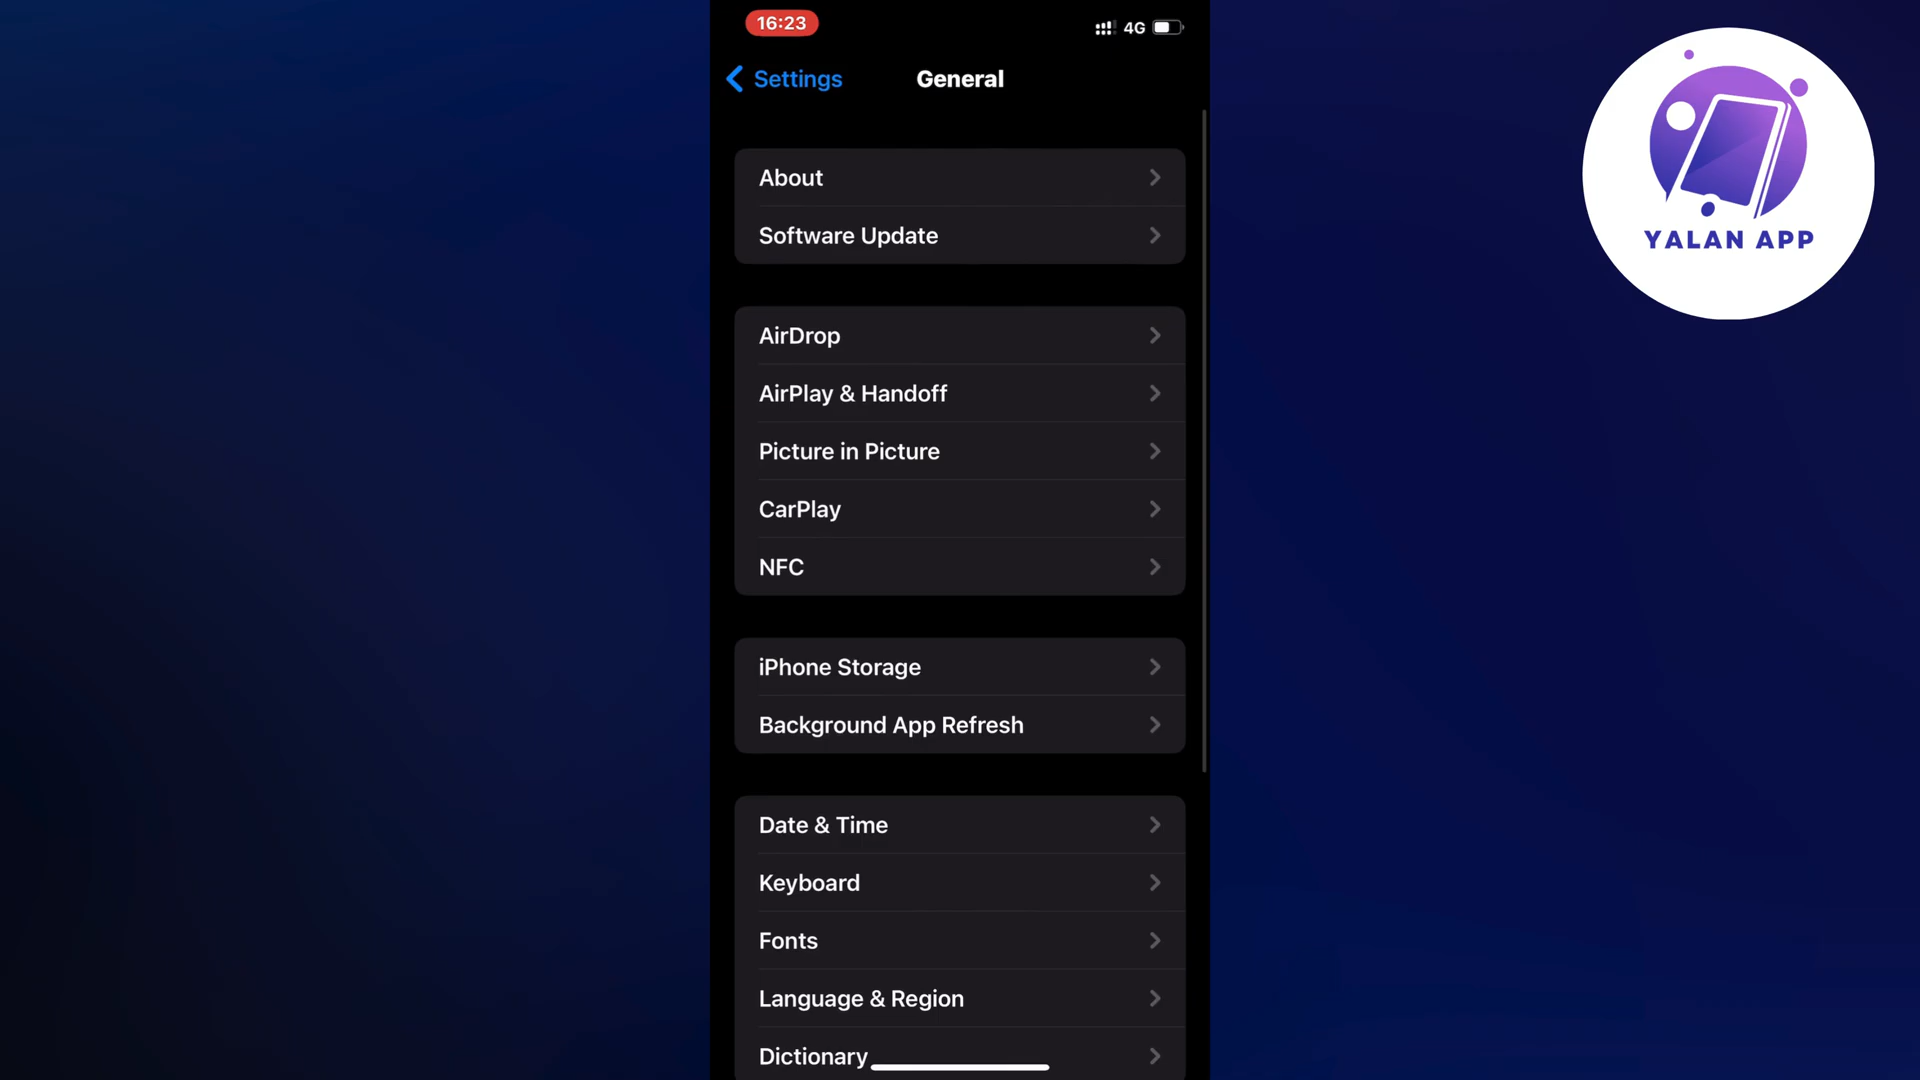 16:23
4G
Settings
General
About
Software Update
AirDrop
AirPlay & Handoff
Picture in Picture
CarPlay
NFC
iPhone Storage
Background App Refresh
Date & Time
Keyboard
Fonts
Language & Region
Dictionary
YALAN APP